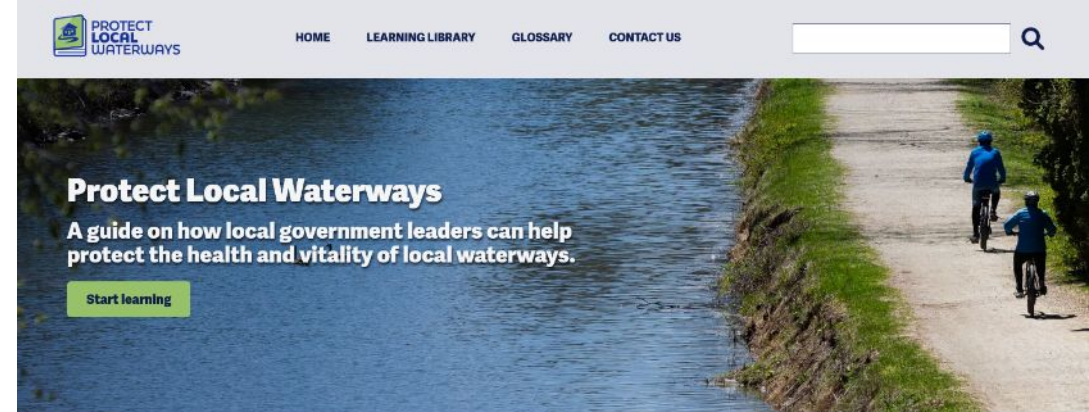 PROTECT
LOCAL
WATERWAYS
HOME
LEARNING LIBRARY
GLOSSARY
CONTACT US
Protect Local Waterways
A guide on how local government leaders can help
protect the health and vitality of local waterways.
Start learning